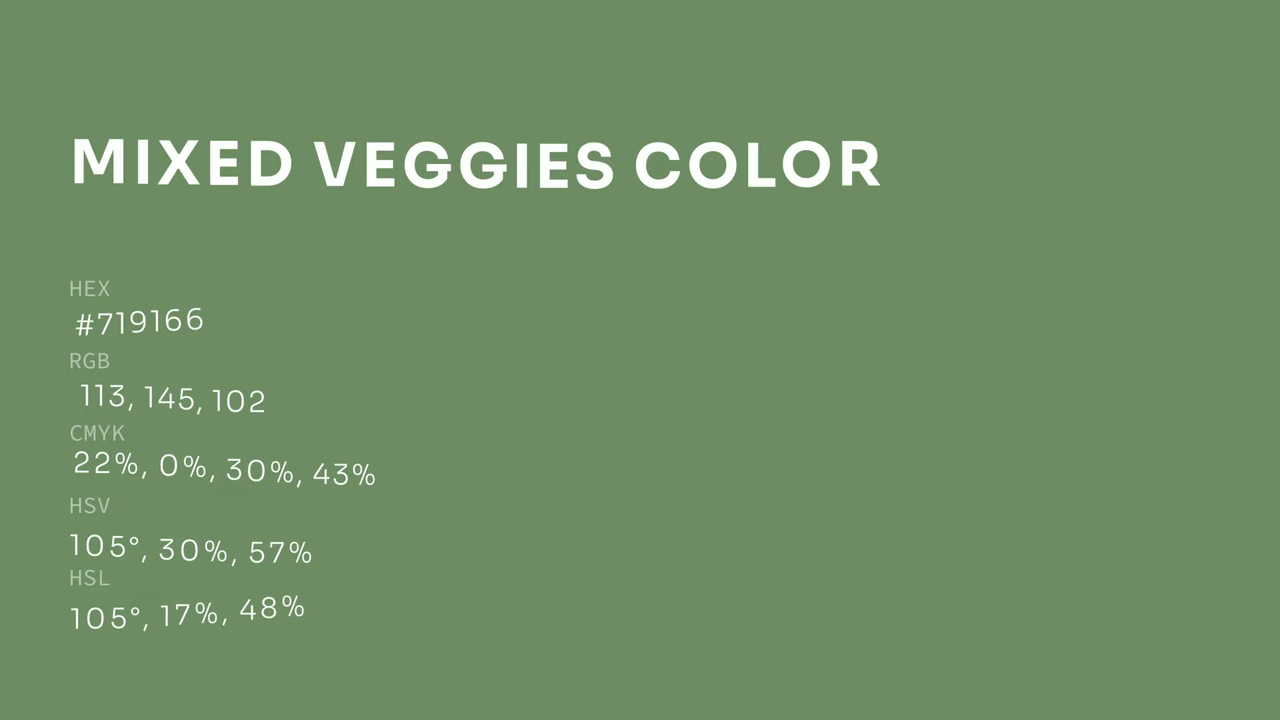 MIXED VEGGIES COLOR
HEX
#719166
RGB
113, 145, 102
CMYK
22%, 0%, 30%, 43%
HSV
105°, 30%, 57%
HSL
105°, 17%, 48%